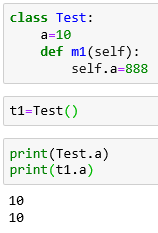 class Test:
    a=10
    def m1(self):
        self.a=888
t1=Test()
print(Test.a)
print(t1.a)
10
10